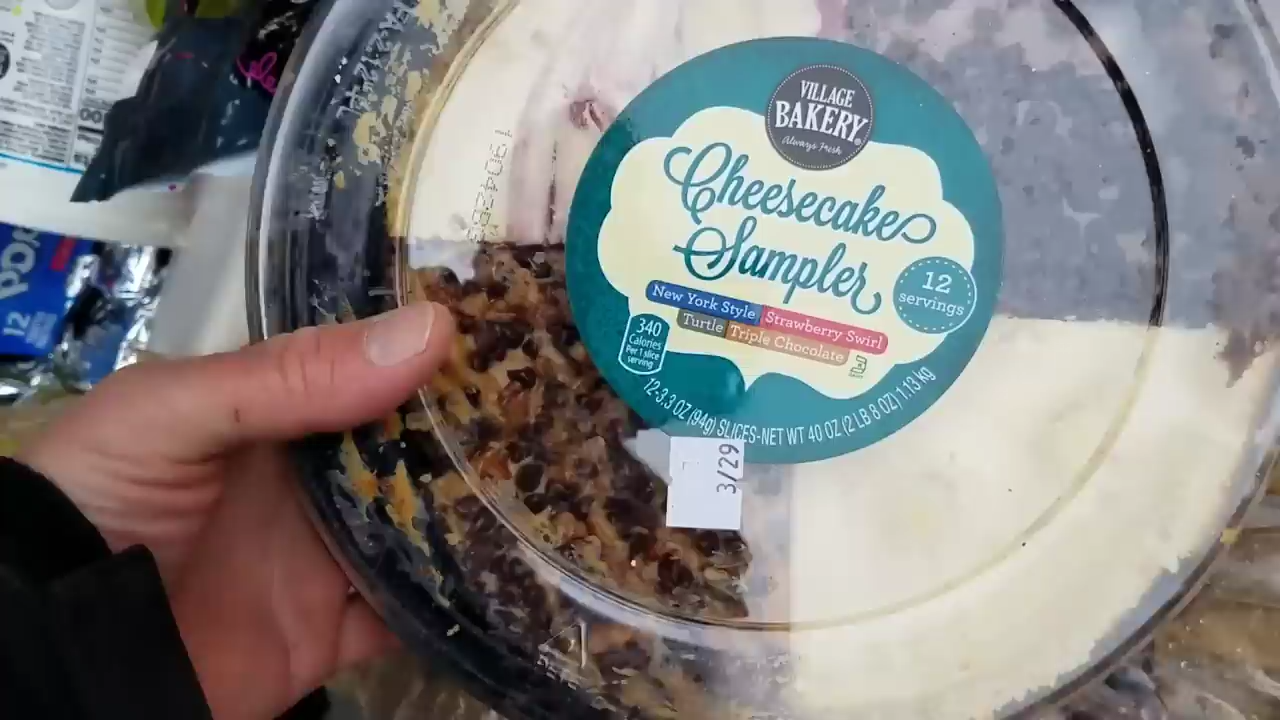 VILLAGE
BAKERY
Always Fresh
Cheesecake
Sampler
12
servings
New York Style
Strawberry Swirl
Turtle
Triple Chocolate
340
Calories
Per 1 slice
serving
12-3.3 OZ (94g) SLICES-NET WT 40 OZ (2 LB 8 OZ) 1.13 kg
3/29
12